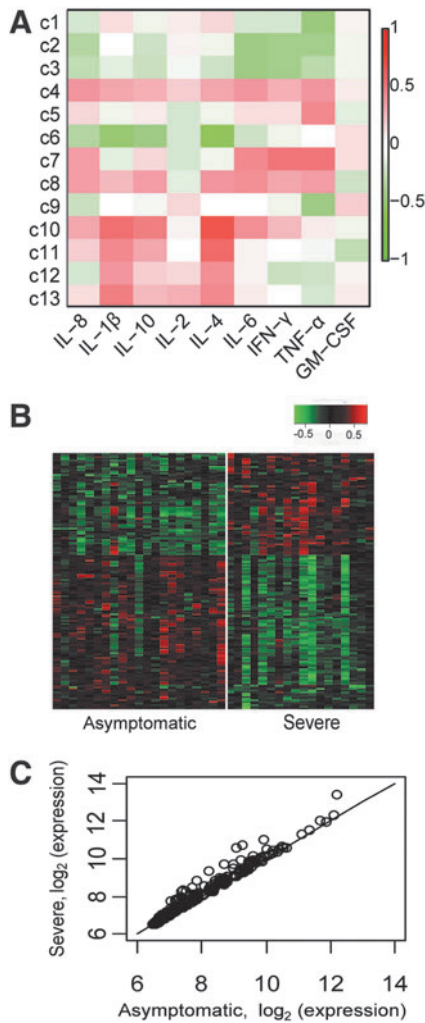 A
c1
c2
c3
c4
c5
c6
c7
c8
c9
c10
c11
c12
c13
1
0.5
0
−0.5
−1
IL−8
IL−1β
IL−10
IL−2
IL−4
IL−6
IFN−γ
TNF−α
GM−CSF
B
-0.5 0 0.5
Asymptomatic Severe
C
Severe, log2 (expression)
14
12
10
8
6
6 8 10 12 14
Asymptomatic, log2 (expression)